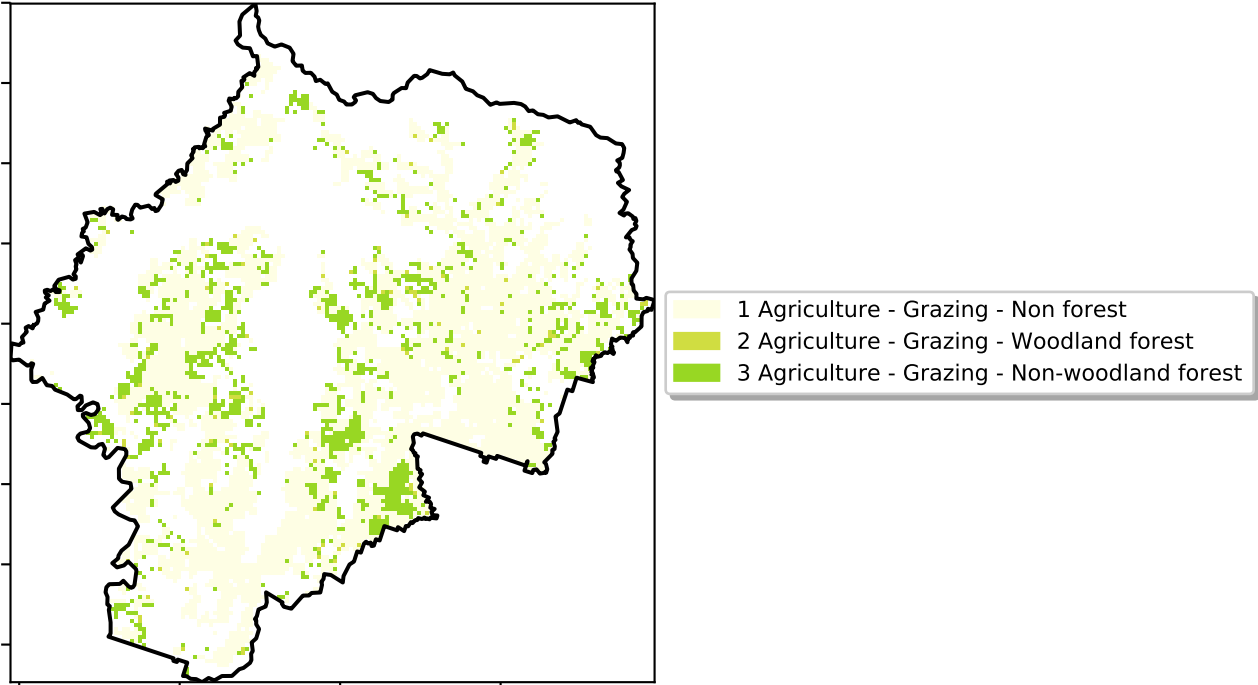 1 Agriculture - Grazing - Non forest
2 Agriculture - Grazing - Woodland forest
3 Agriculture - Grazing - Non-woodland forest